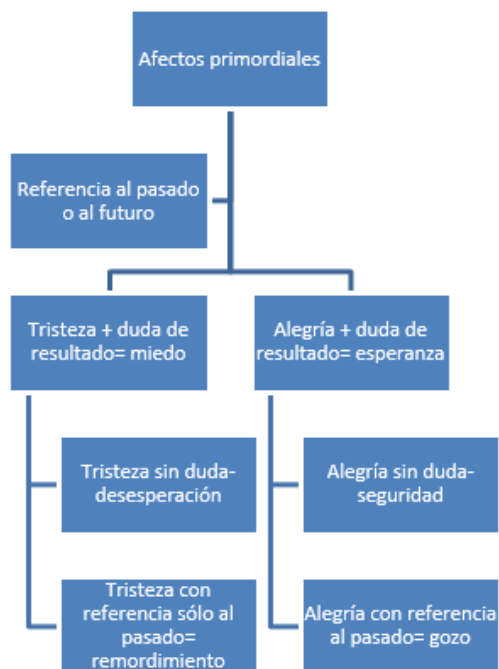 Afectos primordiales
Referencia al pasado
o al futuro
Tristeza + duda de
resultado= miedo
Tristeza sin duda-
desesperación
Tristeza con
referencia sólo al
pasado=
remordimiento
Alegría + duda de
resultado= esperanza
Alegría sin duda-
seguridad
Alegría con referencia
al pasado= gozo